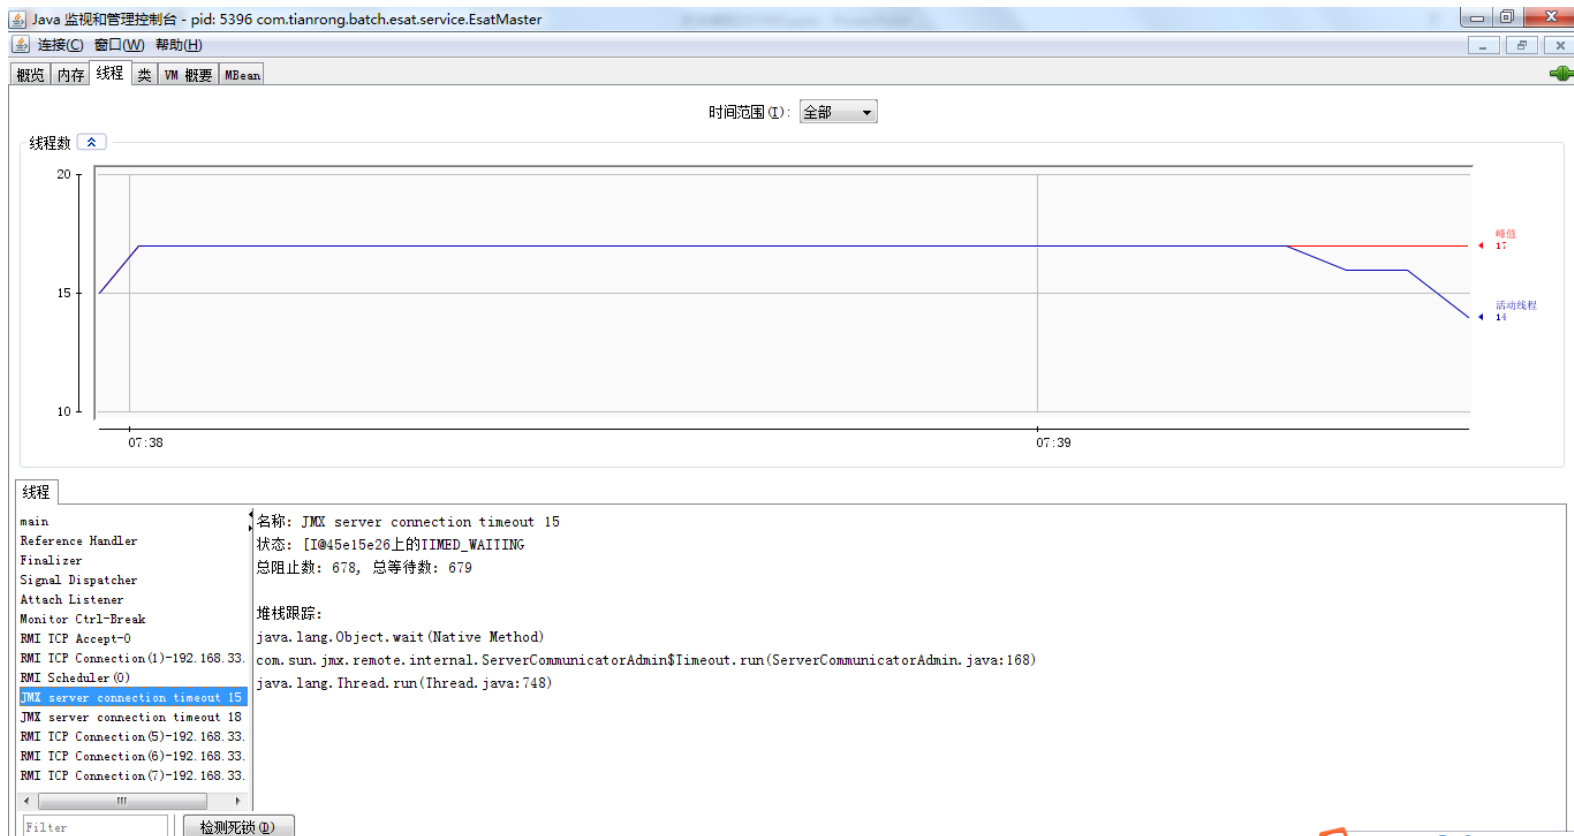 Java 监视和管理控制台 - pid: 5396 com.tianrong.batch.esat.service.EsatMaster
连接(C) 窗口(W) 帮助(H)
概览 内存 线程 类 VM 概要 MBean
时间范围(I): 全部
线程数
20
15
10
峰值
17
活动线程
14
07:38 07:39
线程
main
Reference Handler
Finalizer
Signal Dispatcher
Attach Listener
Monitor Ctrl-Break
RMI TCP Accept-0
RMI TCP Connection(1)-192.168.33.
RMI Scheduler(0)
JMX server connection timeout 15
JMX server connection timeout 18
RMI TCP Connection(5)-192.168.33.
RMI TCP Connection(6)-192.168.33.
RMI TCP Connection(7)-192.168.33.
名称: JMX server connection timeout 15
状态: [I@45e15e26上的TIMED_WAITING
总阻止数: 678, 总等待数: 679
堆栈跟踪:
java.lang.Object.wait(Native Method)
com.sun.jmx.remote.internal.ServerCommunicatorAdmin$Timeout.run(ServerCommunicatorAdmin.java:168)
java.lang.Thread.run(Thread.java:748)
Filter 检测死锁(D)